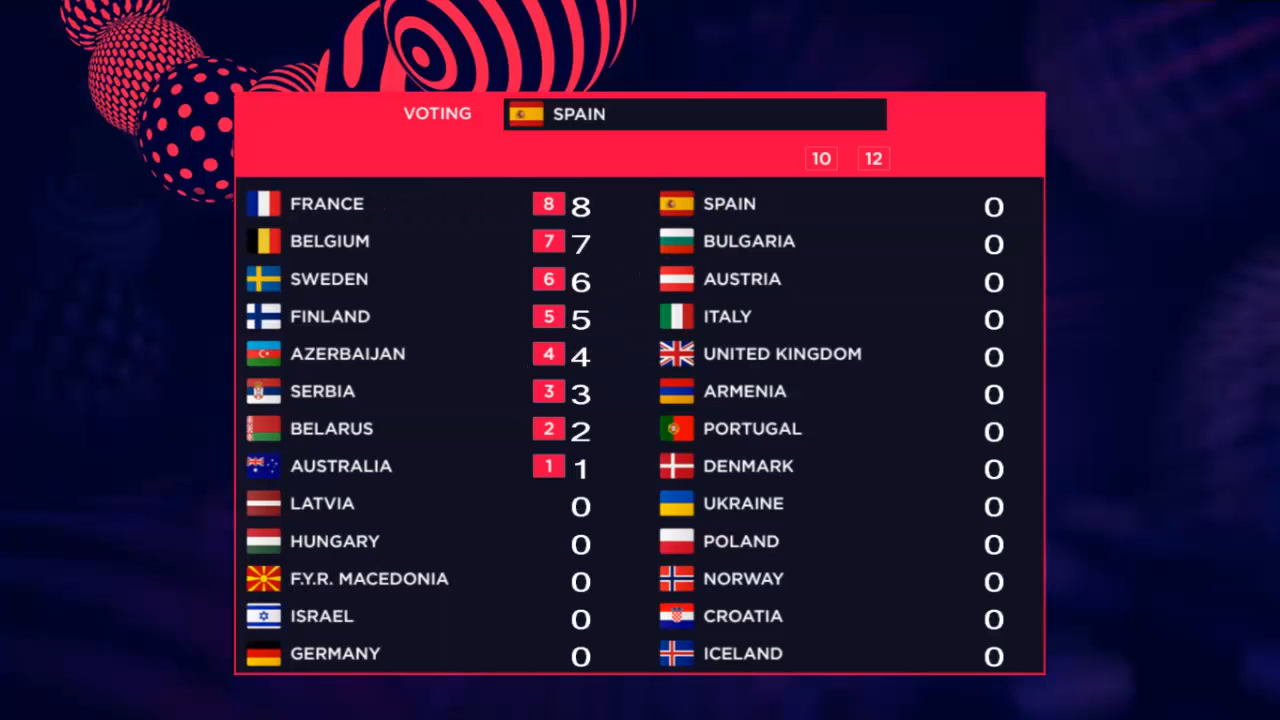 VOTING SPAIN
10 12
FRANCE 8 8
BELGIUM 7 7
SWEDEN 6 6
FINLAND 5 5
AZERBAIJAN 4 4
SERBIA 3 3
BELARUS 2 2
AUSTRALIA 1 1
LATVIA 0
HUNGARY 0
F.Y.R. MACEDONIA 0
ISRAEL 0
GERMANY 0
SPAIN 0
BULGARIA 0
AUSTRIA 0
ITALY 0
UNITED KINGDOM 0
ARMENIA 0
PORTUGAL 0
DENMARK 0
UKRAINE 0
POLAND 0
NORWAY 0
CROATIA 0
ICELAND 0